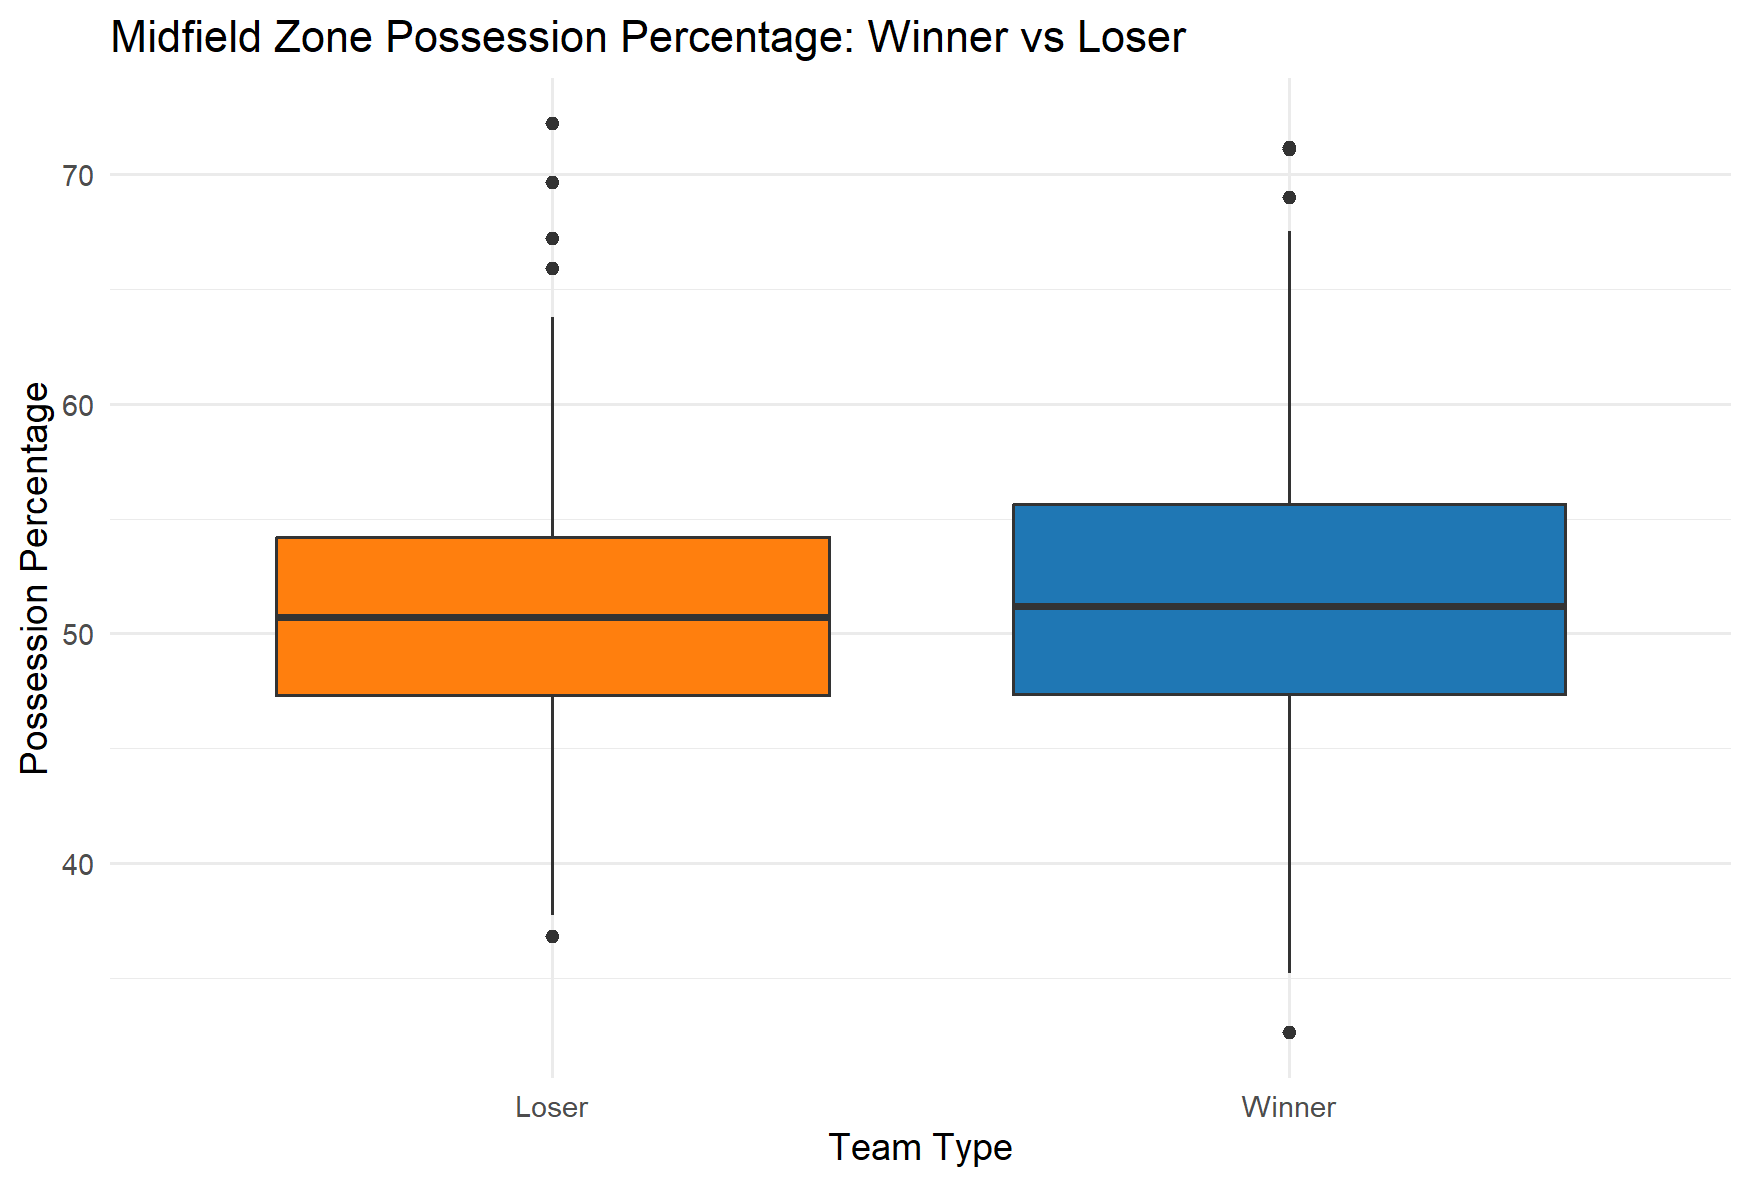 Midfield Zone Possession Percentage: Winner vs Loser
Possession Percentage
70
60
50
40
Loser
Winner
Team Type